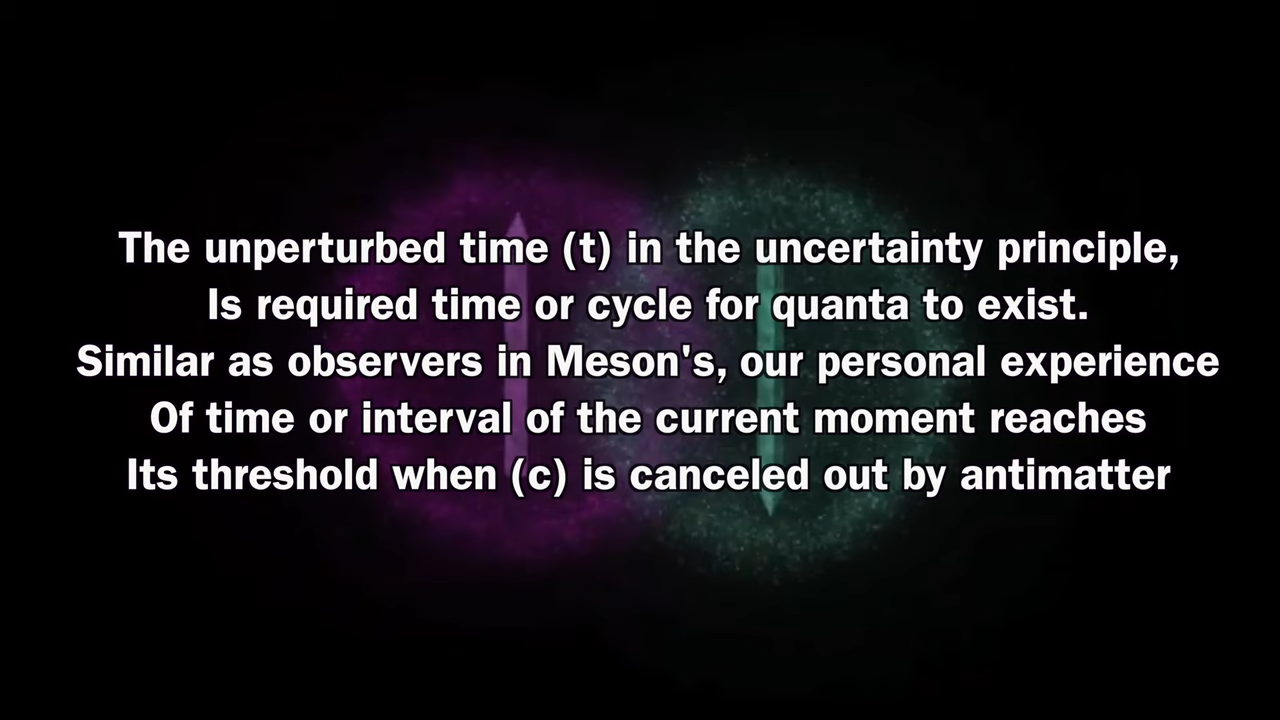 The unperturbed time (t) in the uncertainty principle,
Is required time or cycle for quanta to exist.
Similar as observers in Meson's, our personal experience
Of time or interval of the current moment reaches
Its threshold when (c) is canceled out by antimatter